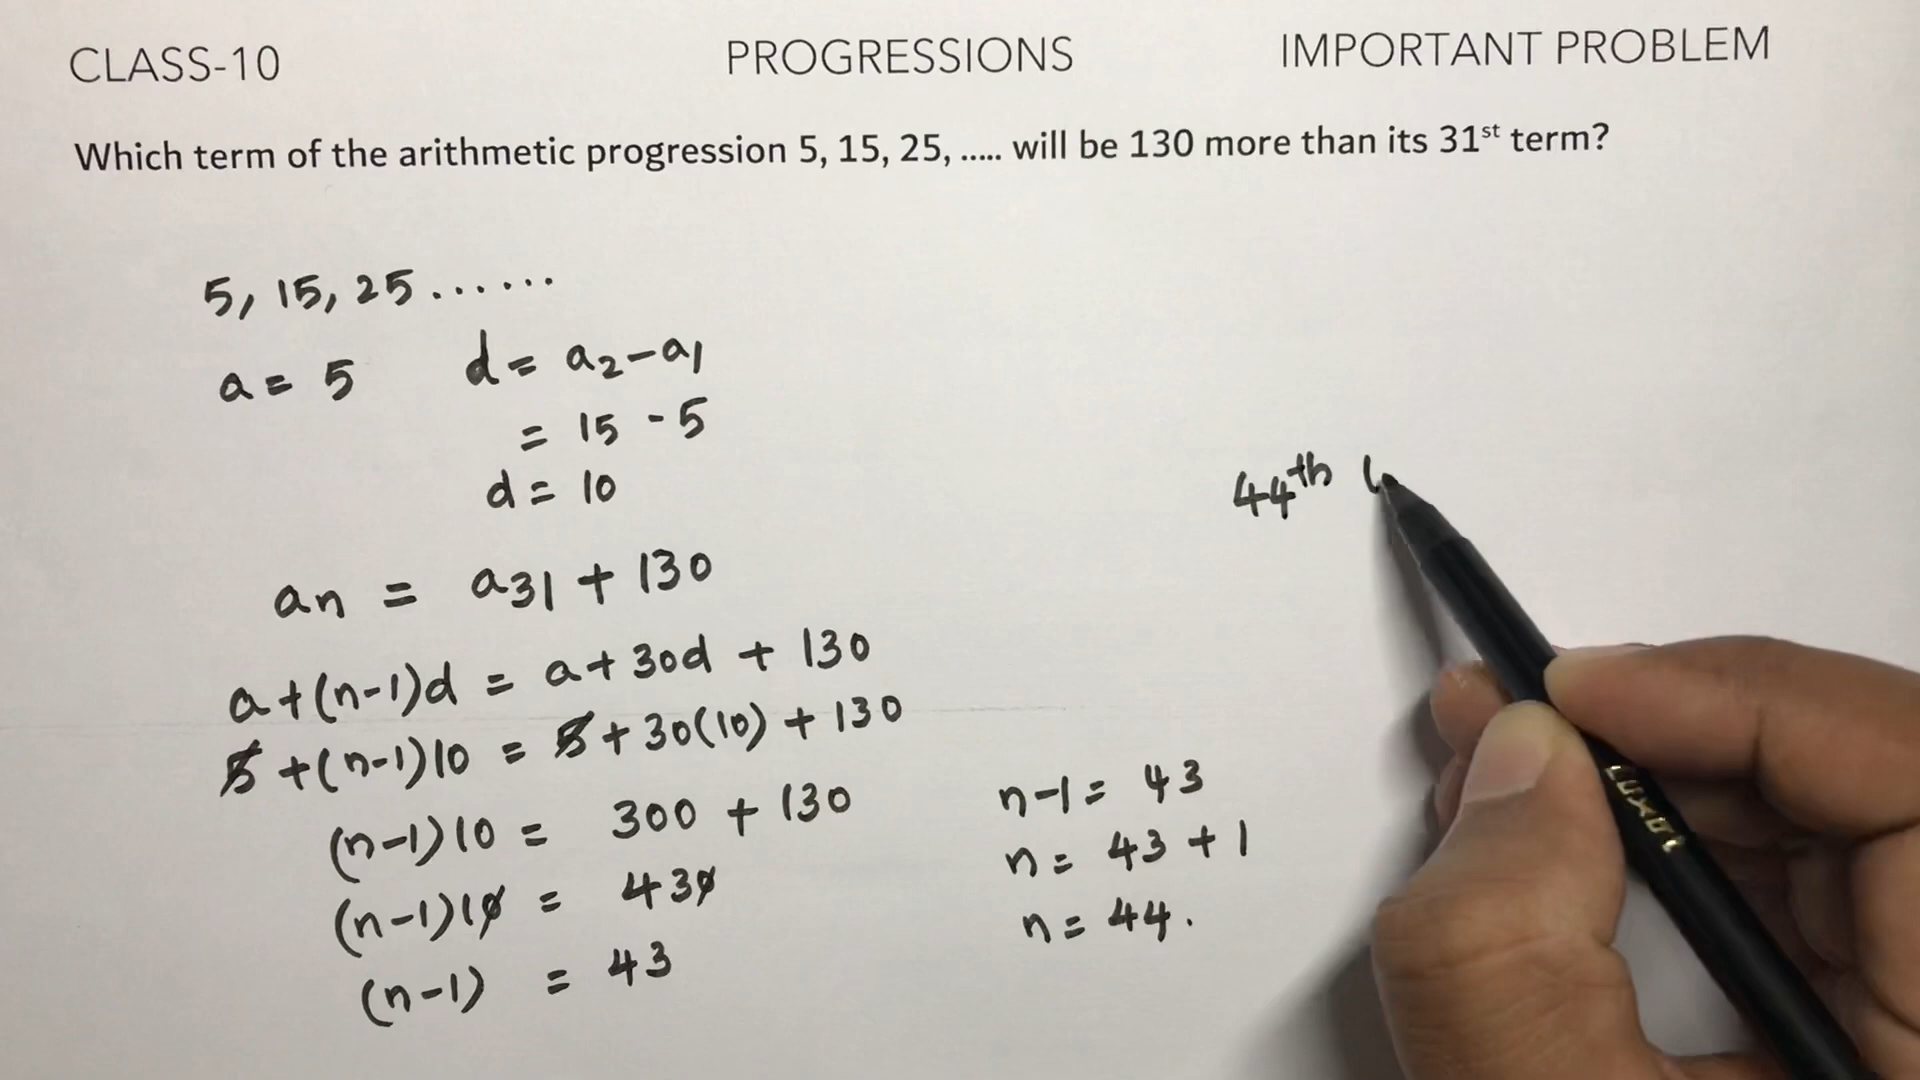 CLASS-10 PROGRESSIONS IMPORTANT PROBLEM
Which term of the arithmetic progression 5, 15, 25, ..... will be 130 more than its 31st term?
5, 15, 25 ......
a = 5 d = a2 - a1
= 15 - 5
d = 10
an = a31 + 130
a + (n-1)d = a + 30d + 130
5 + (n-1)10 = 5 + 30(10) + 130
(n-1)10 = 300 + 130
(n-1)10 = 430
(n-1) = 43
n-1 = 43
n = 43 + 1
n = 44.
44th
LUXOR